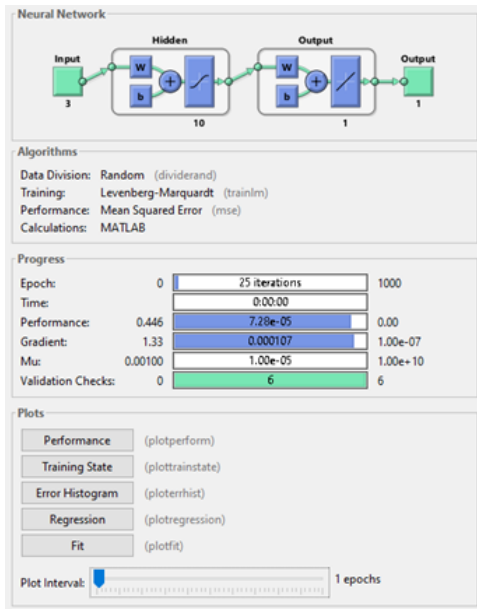 Neural Network
Hidden Output
Input Output
W W
b b
3 1
10 1
Algorithms
Data Division: Random (dividerand)
Training: Levenberg-Marquardt (trainlm)
Performance: Mean Squared Error (mse)
Calculations: MATLAB
Progress
Epoch: 0 25 iterations 1000
Time: 0:00:00
Performance: 0.446 7.28e-05 0.00
Gradient: 1.33 0.000107 1.00e-07
Mu: 0.00100 1.00e-05 1.00e+10
Validation Checks: 0 6 6
Plots
Performance (plotperform)
Training State (plottrainstate)
Error Histogram (ploterrhist)
Regression (plotregression)
Fit (plotfit)
Plot Interval: 1 epochs